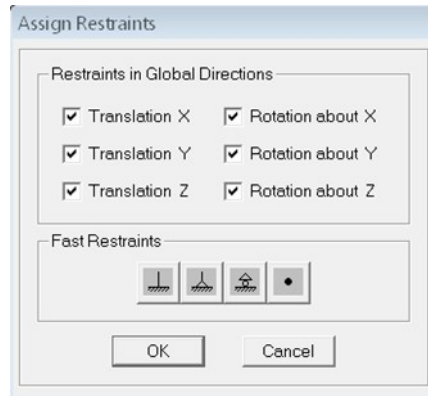 Assign Restraints
Restraints in Global Directions
Translation X
Rotation about X
Translation Y
Rotation about Y
Translation Z
Rotation about Z
Fast Restraints
OK
Cancel